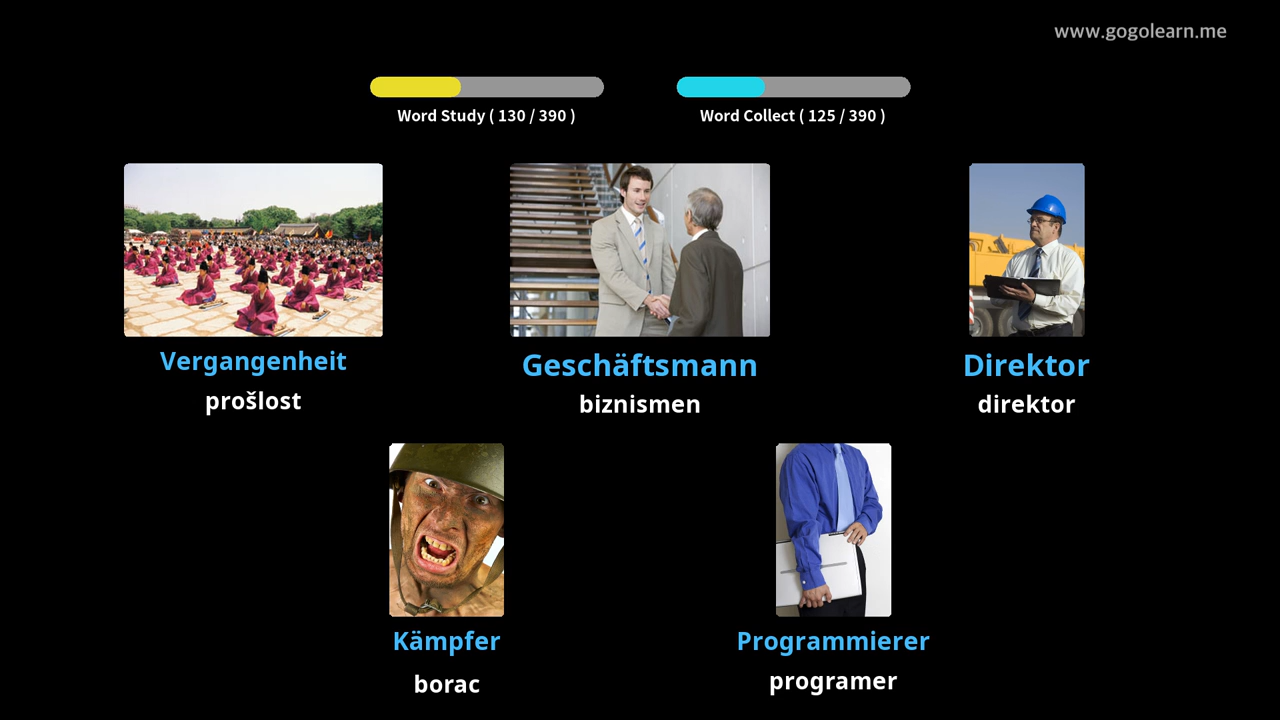 www.gogolearn.me
Word Study ( 130 / 390 )
Word Collect ( 125 / 390 )
Vergangenheit
prošlost
Geschäftsmann
biznismen
Direktor
direktor
Kämpfer
borac
Programmierer
programer